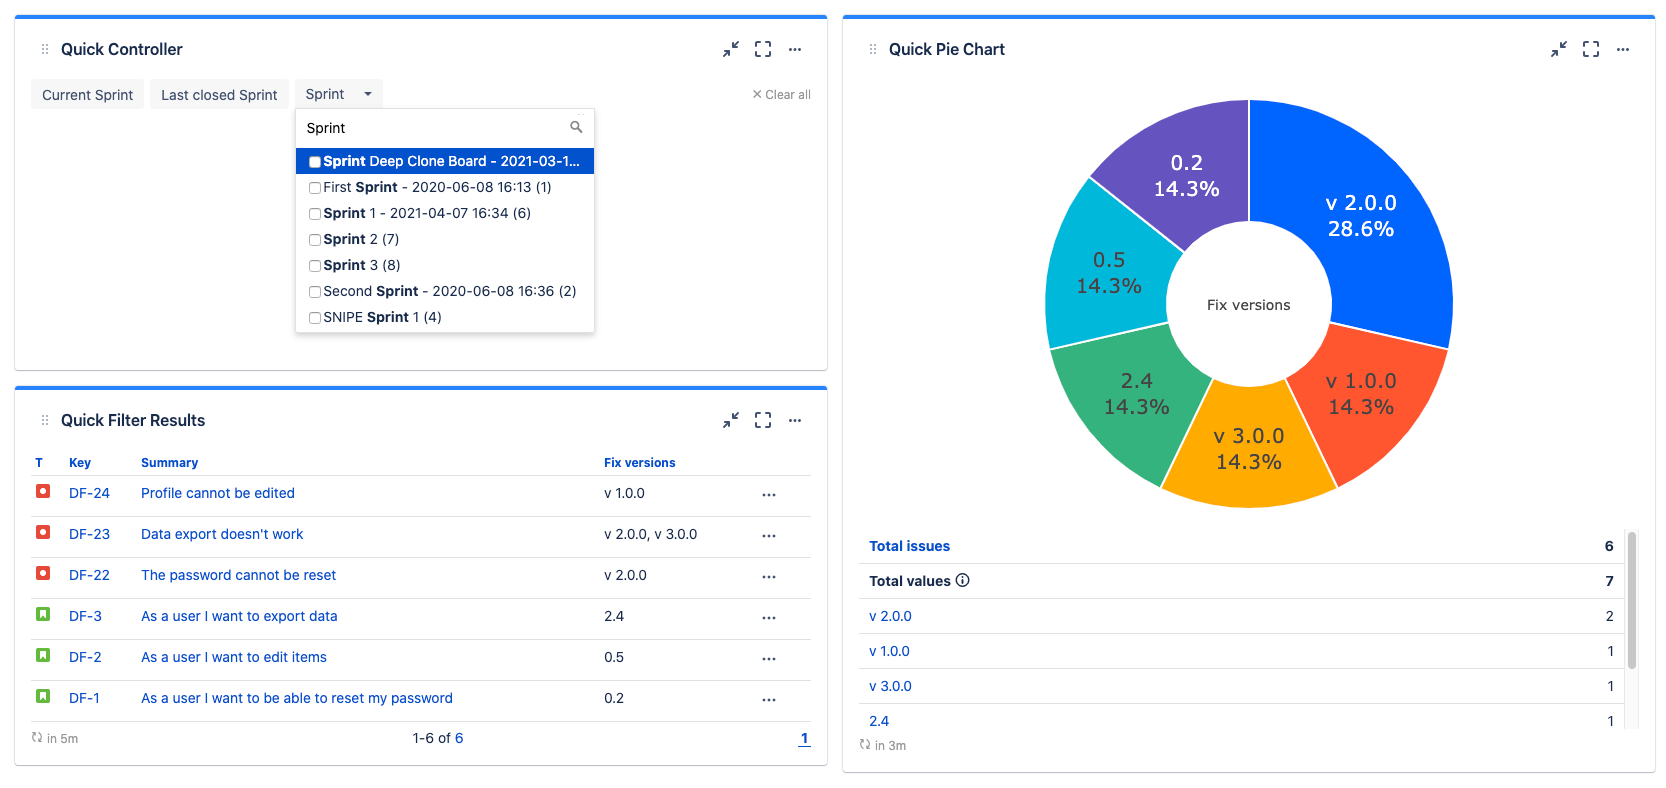 Quick Controller
Current Sprint
Last closed Sprint
Sprint
Clear all
Sprint
Sprint Deep Clone Board - 2021-03-1...
First Sprint - 2020-06-08 16:13 (1)
Sprint 1 - 2021-04-07 16:34 (6)
Sprint 2 (7)
Sprint 3 (8)
Second Sprint - 2020-06-08 16:36 (2)
SNIPE Sprint 1 (4)
Quick Filter Results
T Key Summary Fix versions
DF-24 Profile cannot be edited v 1.0.0
DF-23 Data export doesn't work v 2.0.0, v 3.0.0
DF-22 The password cannot be reset v 2.0.0
DF-3 As a user I want to export data 2.4
DF-2 As a user I want to edit items 0.5
DF-1 As a user I want to be able to reset my password 0.2
in 5m 1-6 of 6 1
Quick Pie Chart
0.2
14.3%
v 2.0.0
28.6%
0.5
14.3%
Fix versions
2.4
14.3%
v 1.0.0
14.3%
v 3.0.0
14.3%
Total issues 6
Total values 7
v 2.0.0 2
v 1.0.0 1
v 3.0.0 1
2.4 1
in 3m